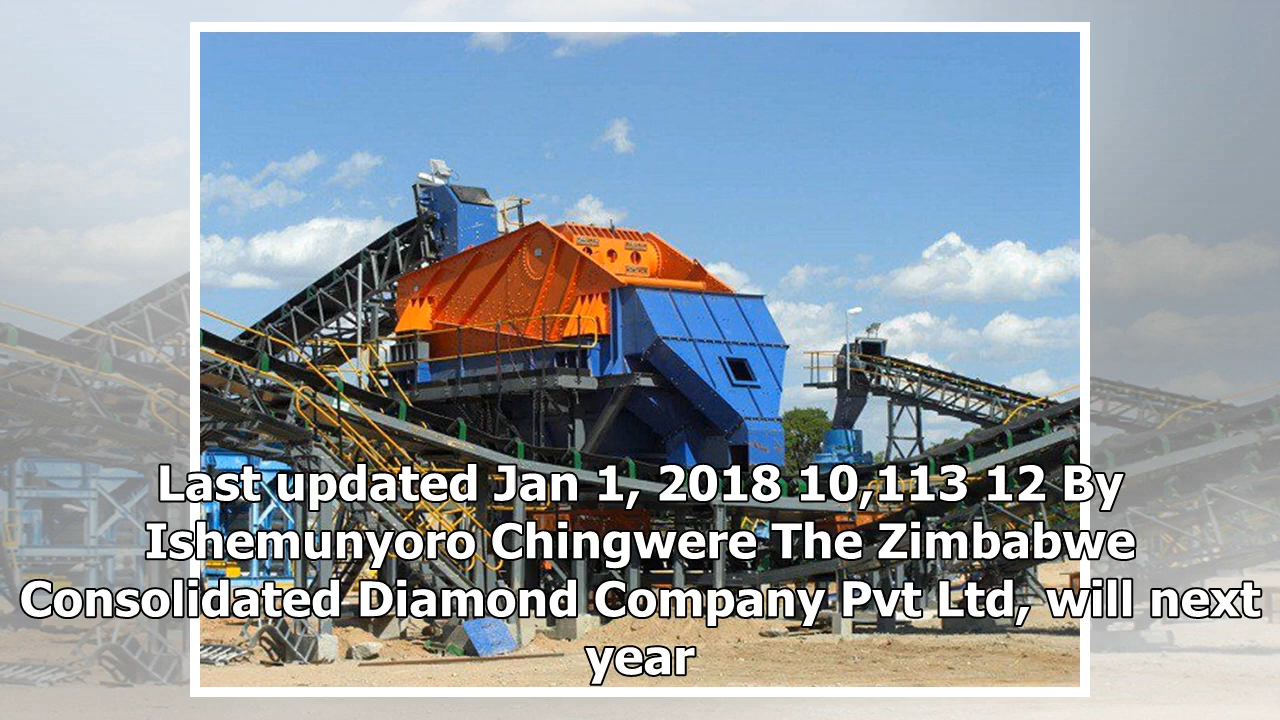 Last updated Jan 1, 2018 10,113 12 By
Ishemunyoro Chingwere The Zimbabwe
Consolidated Diamond Company Pvt Ltd, will next
year